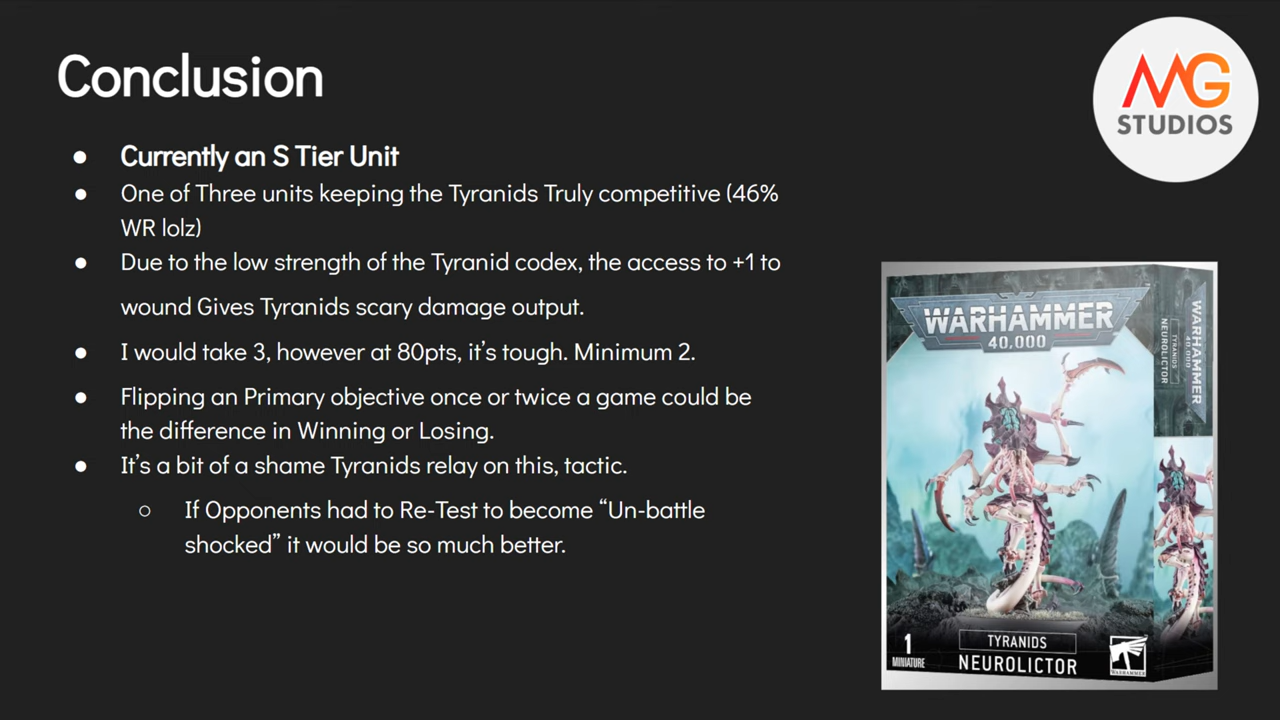 Conclusion
MG
STUDIOS
● Currently an S Tier Unit
● One of Three units keeping the Tyranids Truly competitive (46%
WR lolz)
● Due to the low strength of the Tyranid codex, the access to +1 to
wound Gives Tyranids scary damage output.
● I would take 3, however at 80pts, it's tough. Minimum 2.
● Flipping an Primary objective once or twice a game could be
the difference in Winning or Losing.
● It's a bit of a shame Tyranids relay on this, tactic.
○ If Opponents had to Re-Test to become “Un-battle
shocked” it would be so much better.
WARHAMMER
40,000
WARHAMMER
40,000
TYRANIDS
NEUROLICTOR
1
MINIATURE
TYRANIDS
NEUROLICTOR
WARHAMMER